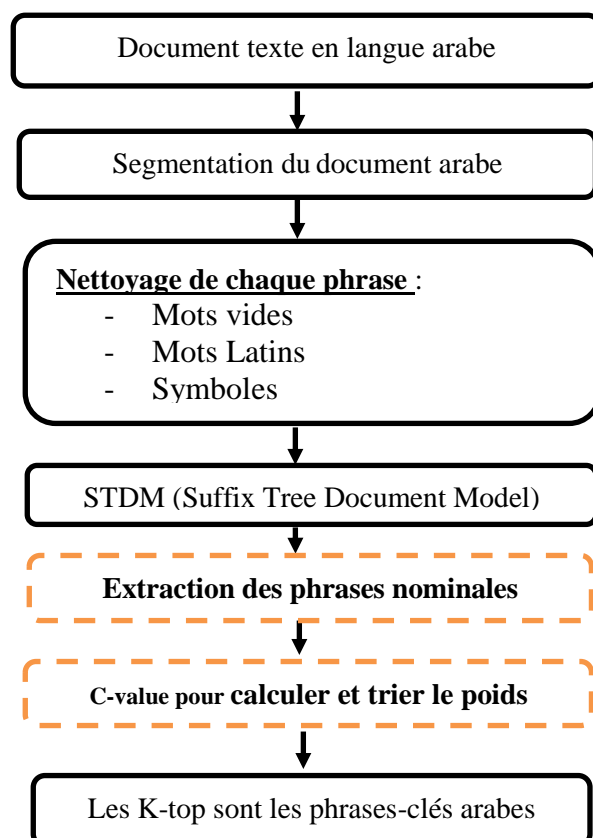 Document texte en langue arabe
Segmentation du document arabe
Nettoyage de chaque phrase :
- Mots vides
- Mots Latins
- Symboles
STDM (Suffix Tree Document Model)
Extraction des phrases nominales
C-value pour calculer et trier le poids
Les K-top sont les phrases-clés arabes